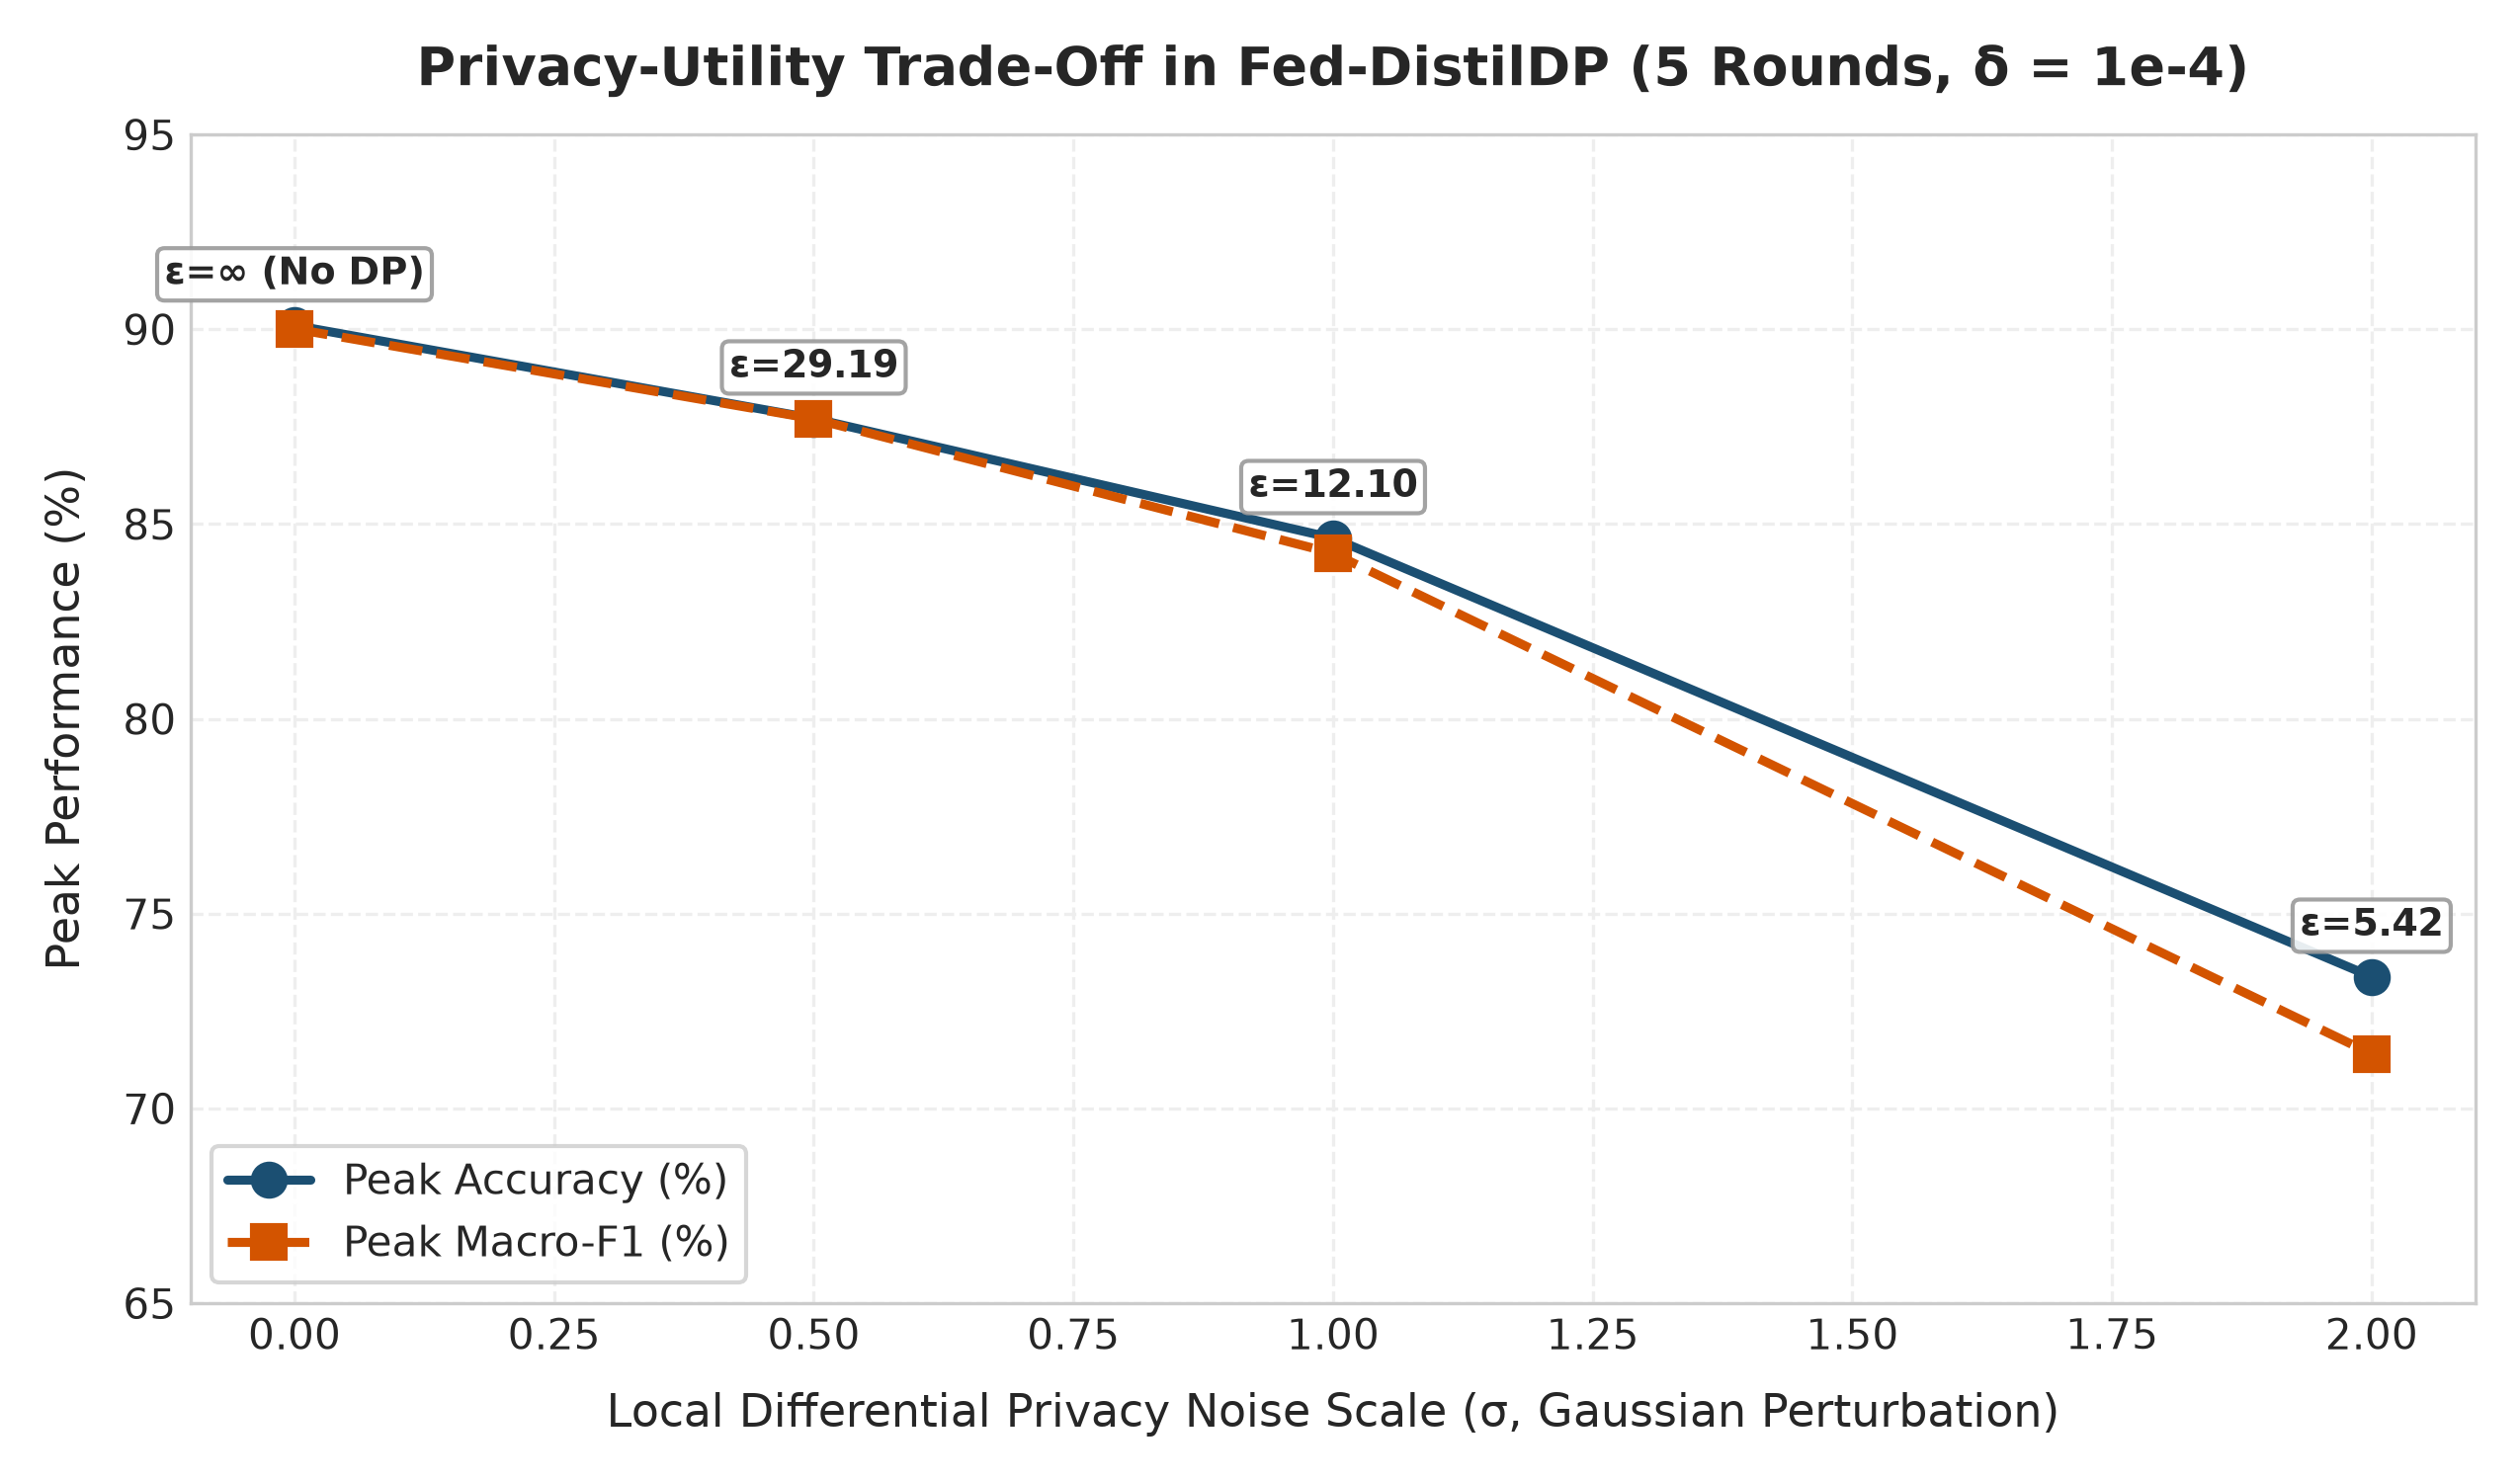 Privacy-Utility Trade-Off in Fed-DistilDP (5 Rounds, δ = 1e-4)
Peak Performance (%)
95
90
85
80
75
70
65
ε=∞ (No DP)
ε=29.19
ε=12.10
ε=5.42
Peak Accuracy (%)
Peak Macro-F1 (%)
0.00 0.25 0.50 0.75 1.00 1.25 1.50 1.75 2.00
Local Differential Privacy Noise Scale (σ, Gaussian Perturbation)